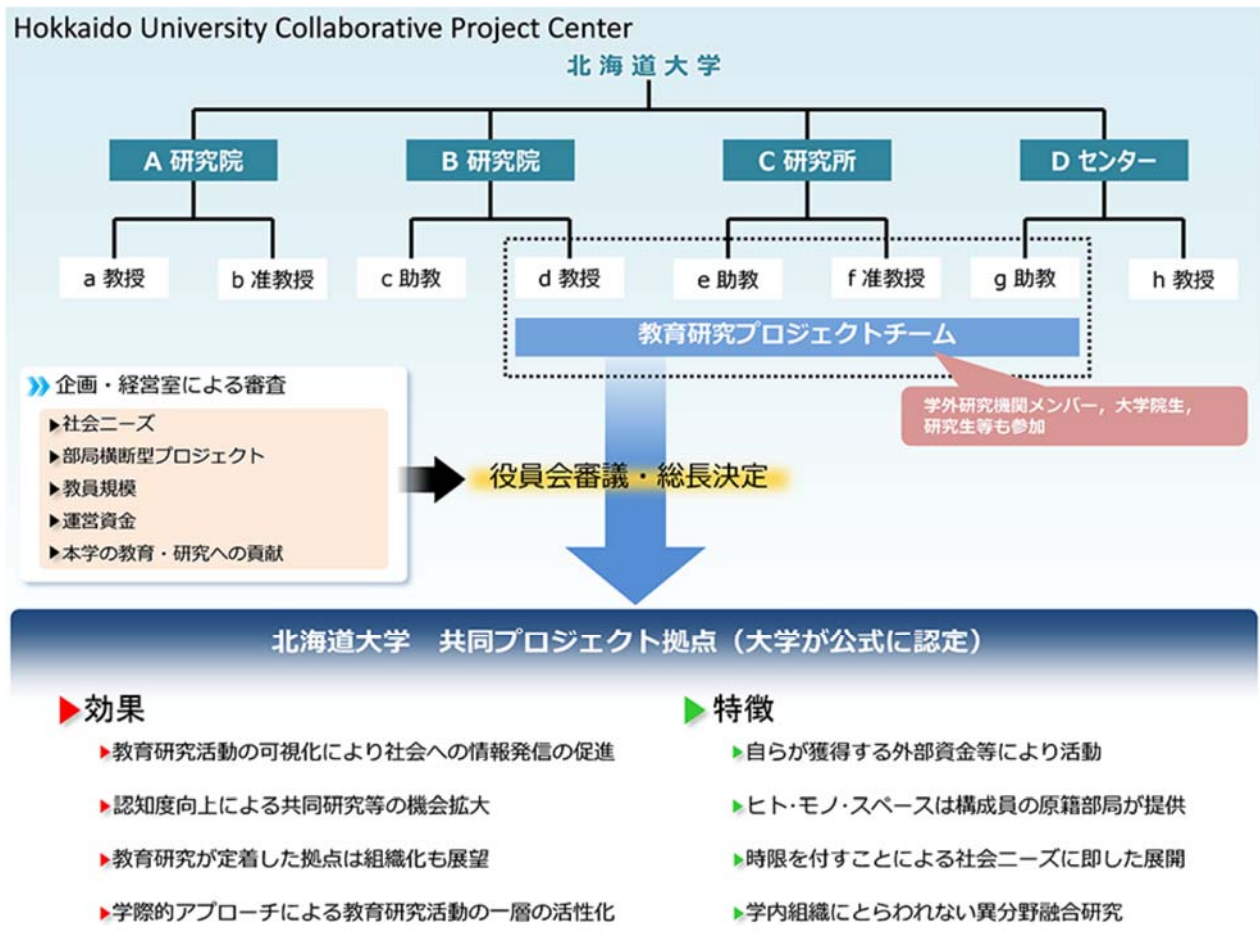 Hokkaido University Collaborative Project Center
北海道大学
A 研究院
B 研究院
C 研究所
D センター
a 教授
b 准教授
c 助教
d 教授
e 助教
f 准教授
g 助教
h 教授
教育研究プロジェクトチーム
学外研究機関メンバー，大学院生，
研究生等も参加
企画・経営室による審査
社会ニーズ
部局横断型プロジェクト
教員規模
運営資金
本学の教育・研究への貢献
役員会審議・総長決定
北海道大学　共同プロジェクト拠点（大学が公式に認定）
効果
教育研究活動の可視化により社会への情報発信の促進
認知度向上による共同研究等の機会拡大
教育研究が定着した拠点は組織化も展望
学際的アプローチによる教育研究活動の一層の活性化
特徴
自らが獲得する外部資金等により活動
ヒト･モノ･スペースは構成員の原籍部局が提供
時限を付すことによる社会ニーズに即した展開
学内組織にとらわれない異分野融合研究